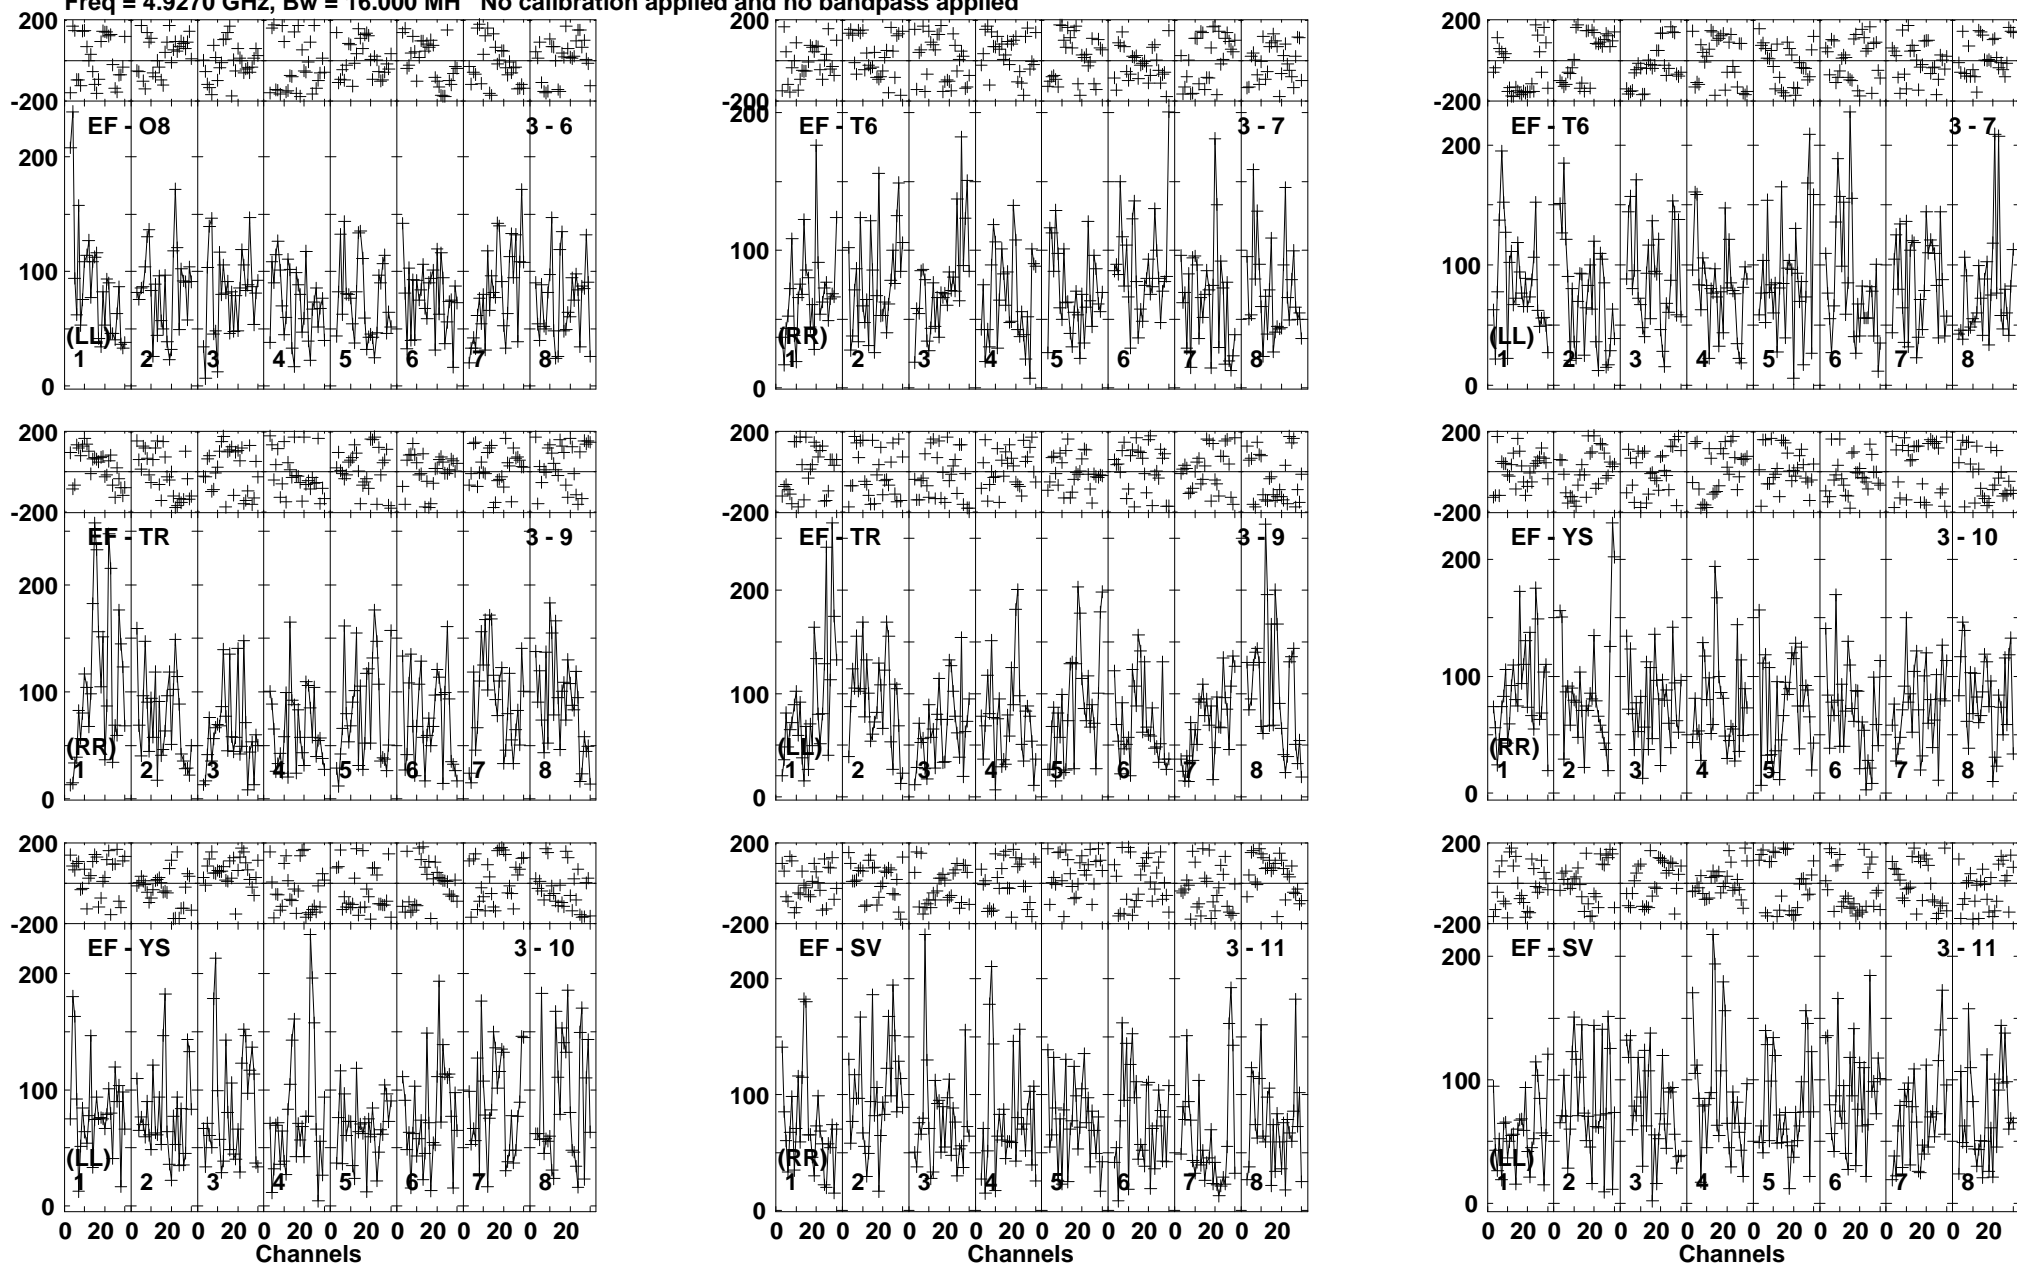 Freq = 4.9270 GHz, Bw = 16.000 MH No calibration applied and no bandpass applied
200 200 200
-200 -200 -200
EF - O8 3 - 6 EF - T6 3 - 7 EF - T6 3 - 7
200 200 200
100 100 100
(LL) (RR) (LL)
1 2 3 4 5 6 7 8 1 2 3 4 5 6 7 8 1 2 3 4 5 6 7 8
0 0 0
200 200 200
-200 -200 -200
EF - TR 3 - 9 EF - TR 3 - 9 EF - YS 3 - 10
200 200 200
100 100 100
(RR) (LL) (RR)
1 2 3 4 5 6 7 8 1 2 3 4 5 6 7 8 1 2 3 4 5 6 7 8
0 0 0
200 200 200
-200 -200 -200
EF - YS 3 - 10 EF - SV 3 - 11 EF - SV 3 - 11
200 200 200
100 100 100
(LL) (RR) (LL)
1 2 3 4 5 6 7 8 1 2 3 4 5 6 7 8 1 2 3 4 5 6 7 8
0 0 0
0 20 0 20 0 20 0 20 0 20 0 20 0 20 0 20 0 20 0 20 0 20 0 20 0 20 0 20 0 20 0 20 0 20 0 20 0 20 0 20 0 20 0 20 0 20 0 20
Channels Channels Channels